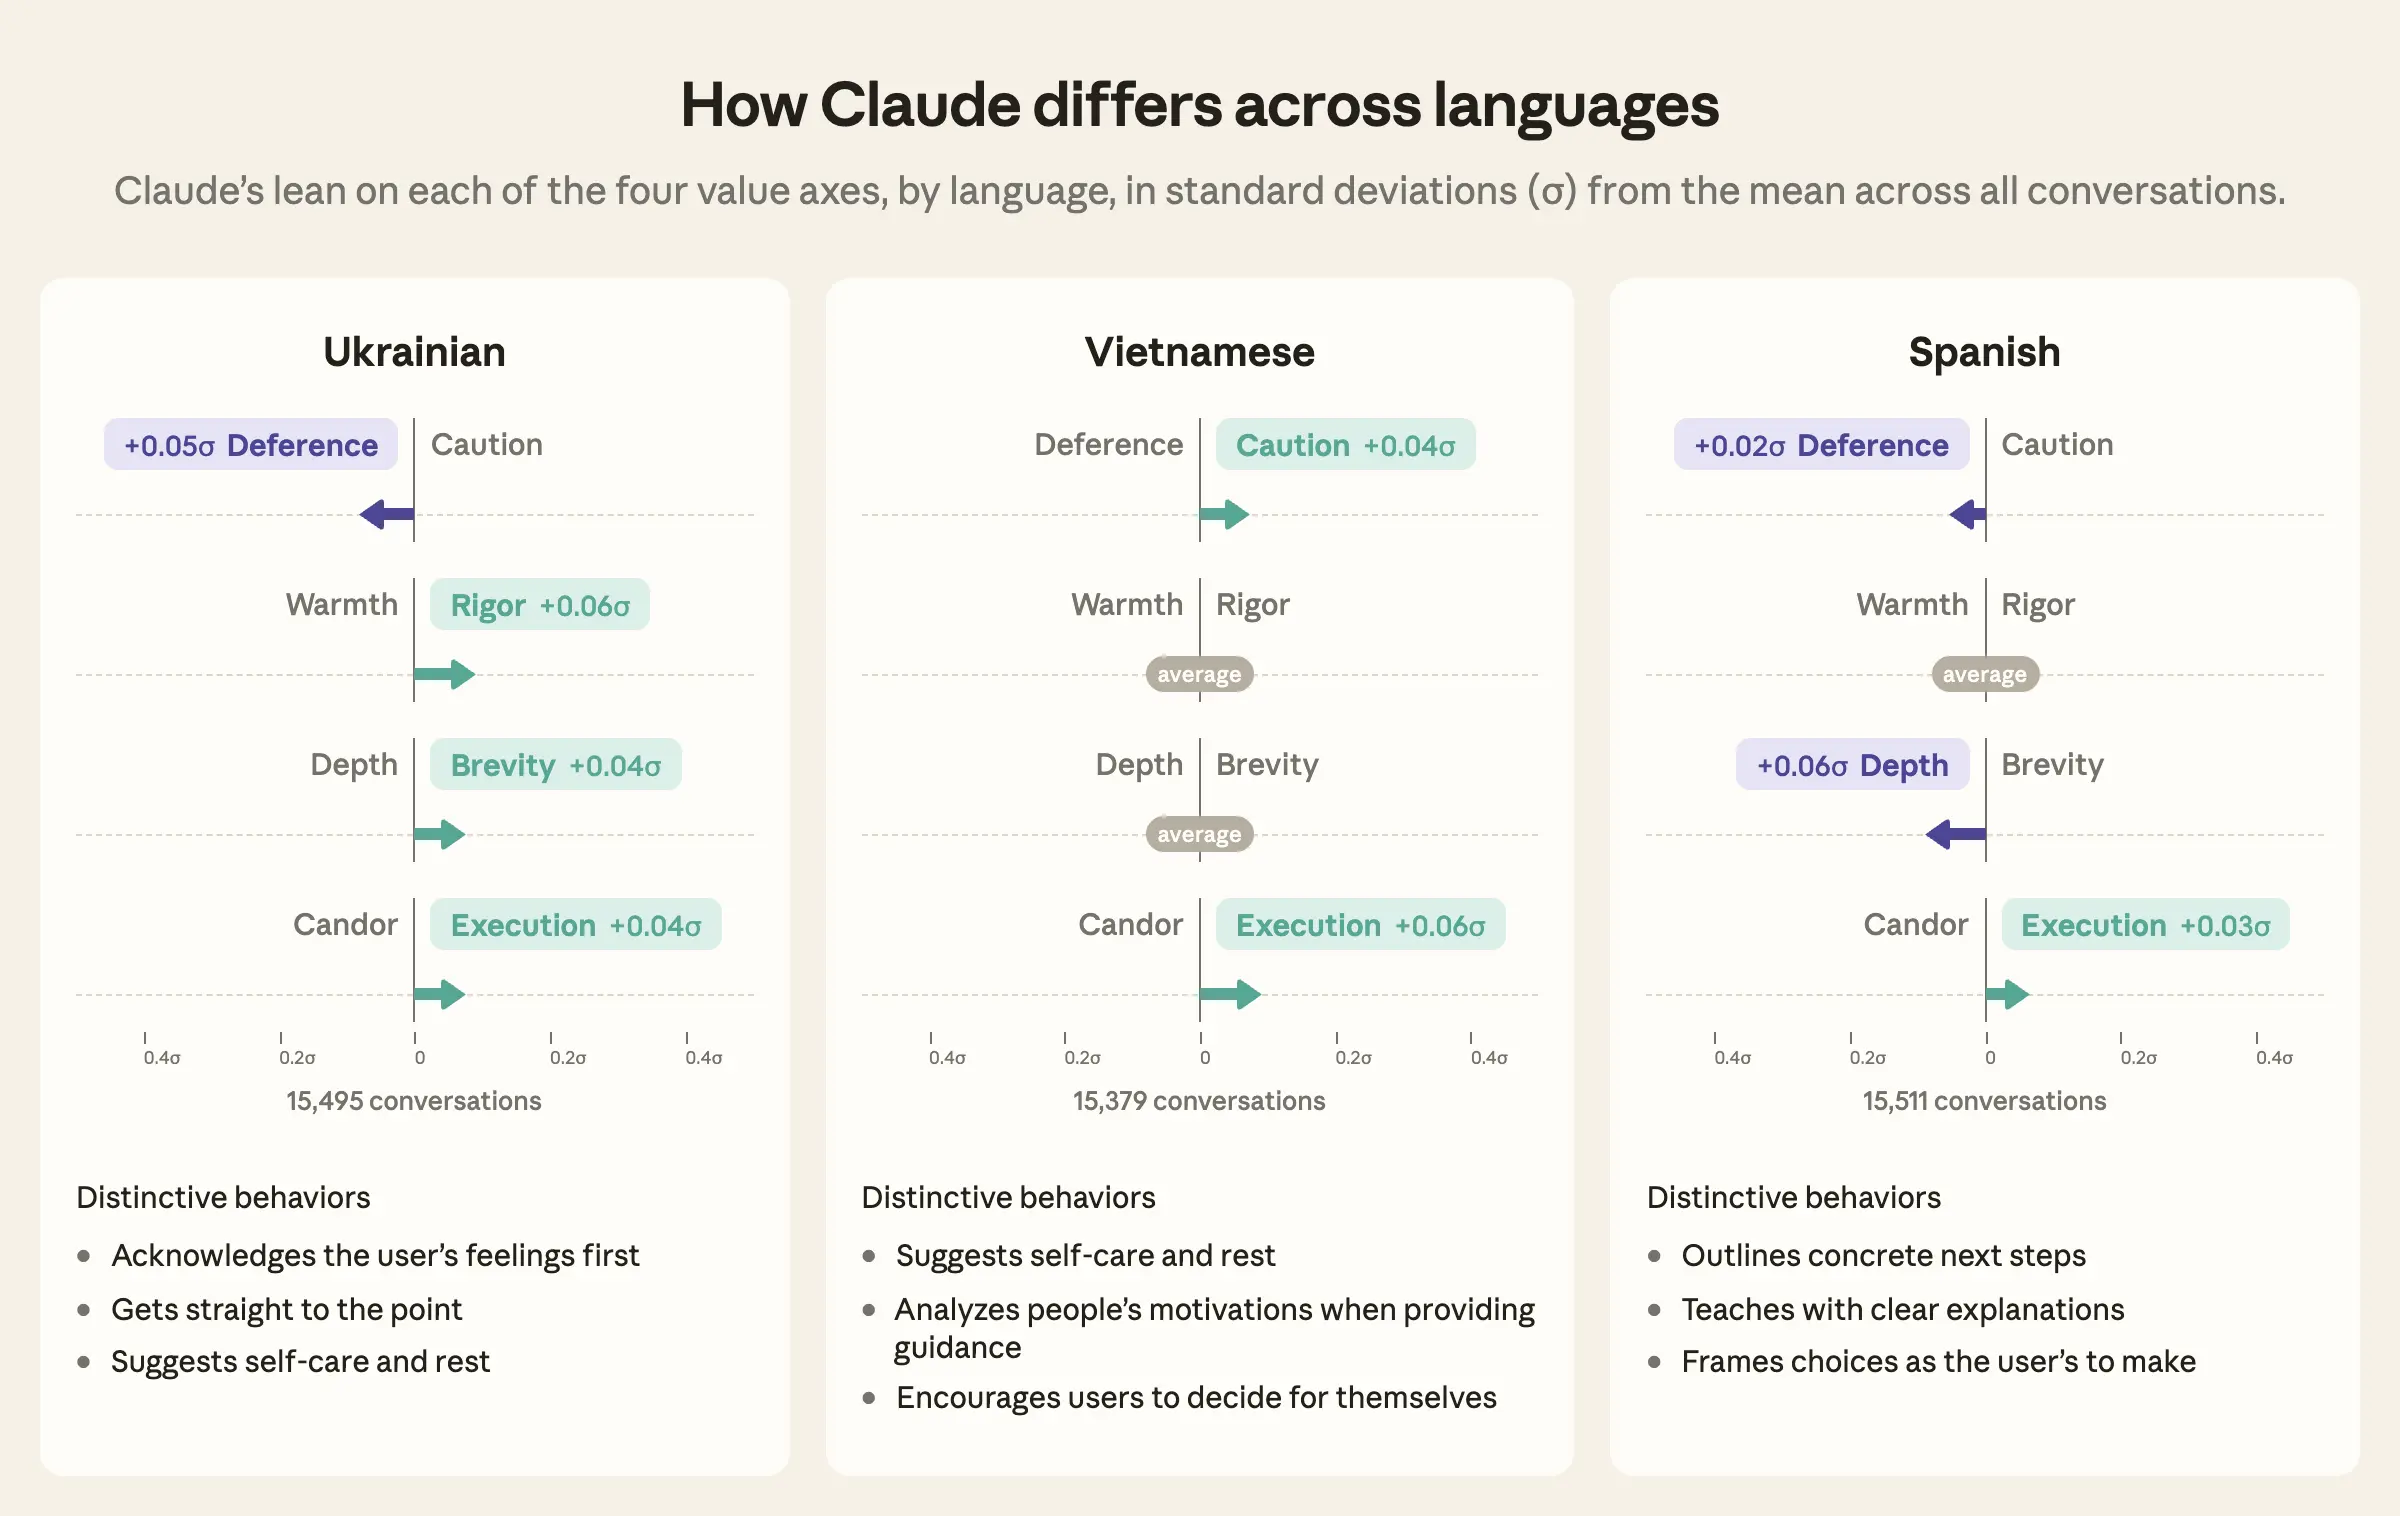 How Claude differs across languages
Claude’s lean on each of the four value axes, by language, in standard deviations (σ) from the mean across all conversations.
Ukrainian
+0.05σ Deference
Caution
Warmth
Rigor +0.06σ
Depth
Brevity +0.04σ
Candor
Execution +0.04σ
0.4σ 0.2σ 0 0.2σ 0.4σ
15,495 conversations
Distinctive behaviors
Acknowledges the user’s feelings first
Gets straight to the point
Suggests self-care and rest
Vietnamese
Deference
Caution +0.04σ
Warmth
Rigor
average
Depth
Brevity
average
Candor
Execution +0.06σ
0.4σ 0.2σ 0 0.2σ 0.4σ
15,379 conversations
Distinctive behaviors
Suggests self-care and rest
Analyzes people’s motivations when providing
guidance
Encourages users to decide for themselves
Spanish
+0.02σ Deference
Caution
Warmth
Rigor
average
+0.06σ Depth
Brevity
Candor
Execution +0.03σ
0.4σ 0.2σ 0 0.2σ 0.4σ
15,511 conversations
Distinctive behaviors
Outlines concrete next steps
Teaches with clear explanations
Frames choices as the user’s to make